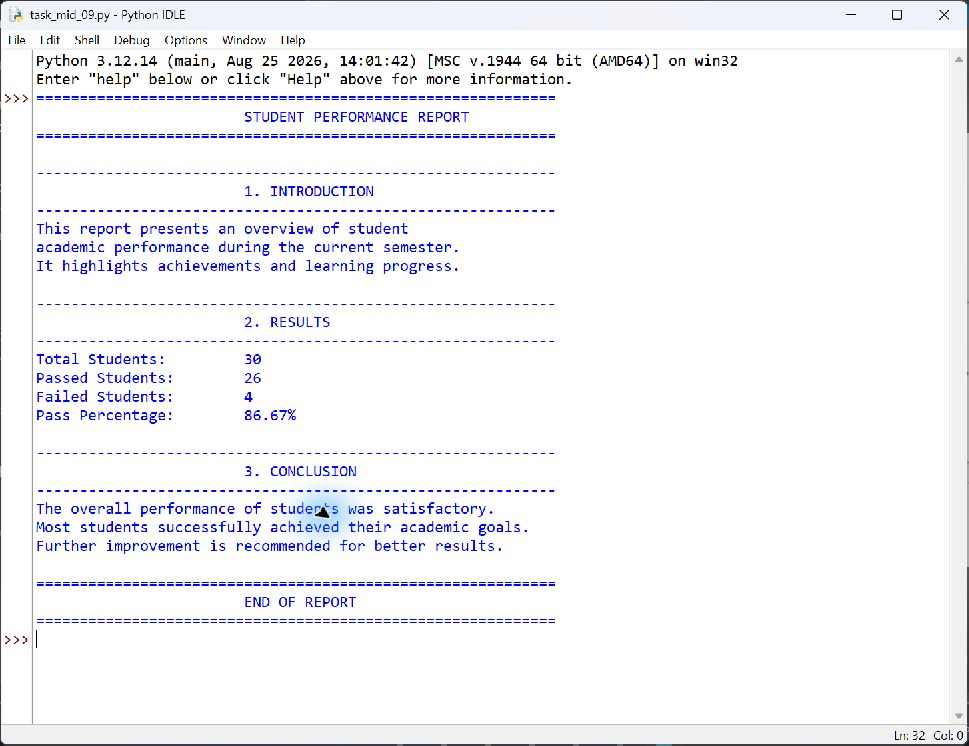 task_mid_09.py - Python IDLE
File Edit Shell Debug Options Window Help
Python 3.12.14 (main, Aug 25 2026, 14:01:42) [MSC v.1944 64 bit (AMD64)] on win32
Enter "help" below or click "Help" above for more information.
>>> ============================================================
STUDENT PERFORMANCE REPORT
============================================================
------------------------------------------------------------
1. INTRODUCTION
------------------------------------------------------------
This report presents an overview of student
academic performance during the current semester.
It highlights achievements and learning progress.
------------------------------------------------------------
2. RESULTS
------------------------------------------------------------
Total Students: 30
Passed Students: 26
Failed Students: 4
Pass Percentage: 86.67%
------------------------------------------------------------
3. CONCLUSION
------------------------------------------------------------
The overall performance of students was satisfactory.
Most students successfully achieved their academic goals.
Further improvement is recommended for better results.
============================================================
END OF REPORT
============================================================
>>>
Ln: 32 Col: 0